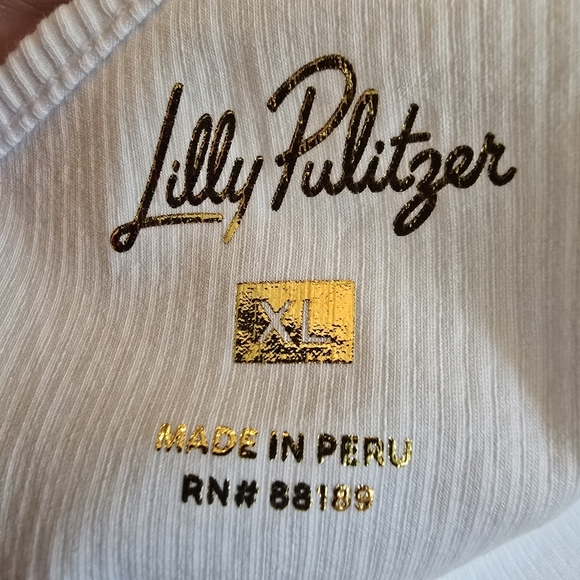 Lilly Pulitzer
XL
MADE IN PERU
RN# 88189